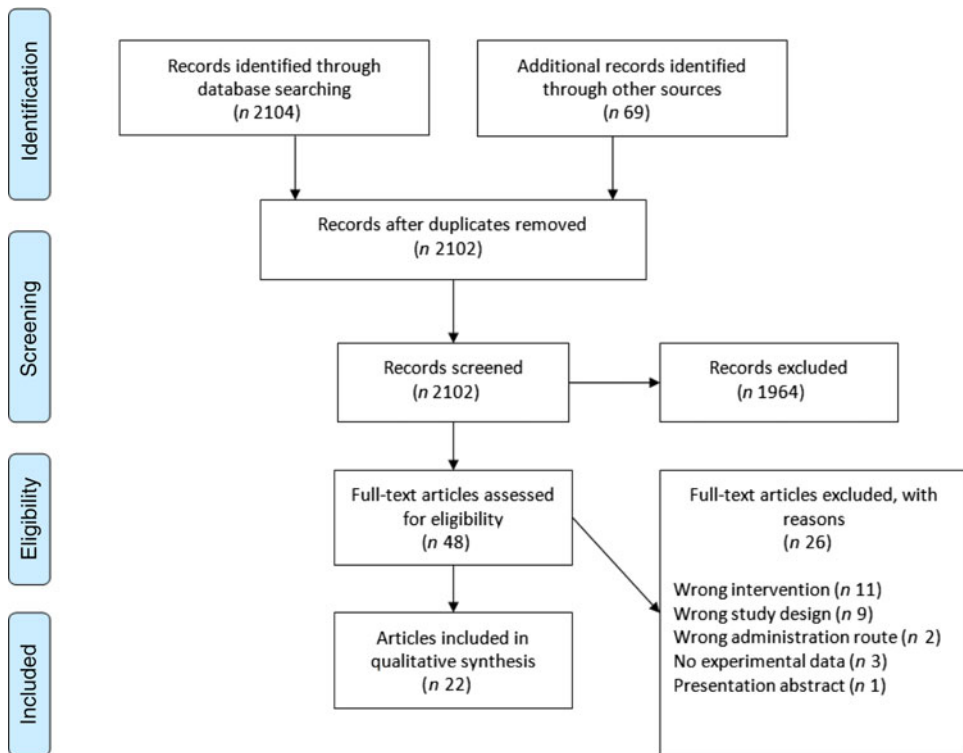 Identification
Records identified through
database searching
(n 2104)
Additional records identified
through other sources
(n 69)
Records after duplicates removed
(n 2102)
Screening
Records screened
(n 2102)
Records excluded
(n 1964)
Eligibility
Full-text articles assessed
for eligibility
(n 48)
Full-text articles excluded, with
reasons
(n 26)
Wrong intervention (n 11)
Wrong study design (n 9)
Wrong administration route (n 2)
No experimental data (n 3)
Presentation abstract (n 1)
Included
Articles included in
qualitative synthesis
(n 22)